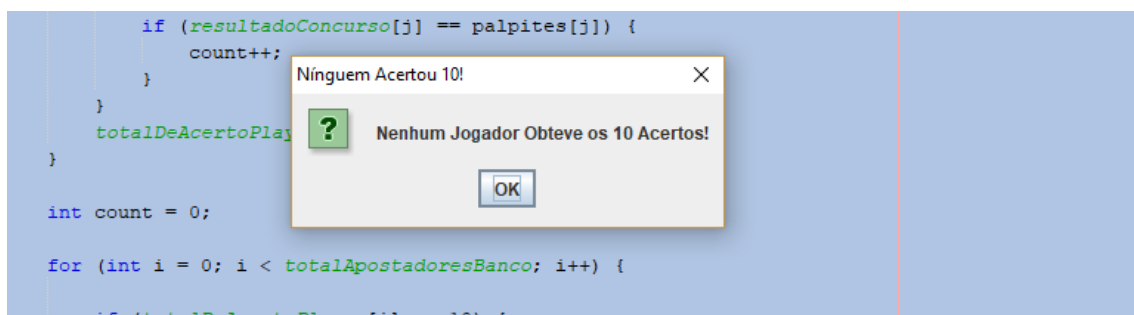 if (resultadoConcurso[j] == palpites[j]) {
count++;
Nínguem Acertou 10!
}
}
Nenhum Jogador Obteve os 10 Acertos!
totalDeAcertoPlay
}
OK
int count = 0;
for (int i = 0; i < totalApostadoresBanco; i++) {